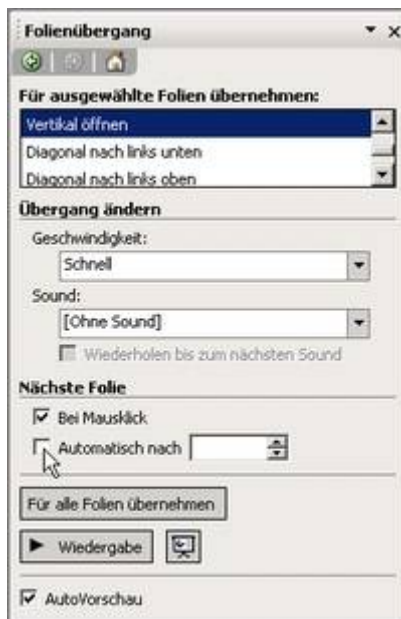 Folienübergang
Für ausgewählte Folien übernehmen:
Vertikal öffnen
Diagonal nach links unten
Diagonal nach links oben
Übergang ändern
Geschwindigkeit:
Schnell
Sound:
[Ohne Sound]
Wiederholen bis zum nächsten Sound
Nächste Folie
Bei Mausklick
Automatisch nach
Für alle Folien übernehmen
Wiedergabe
AutoVorschau